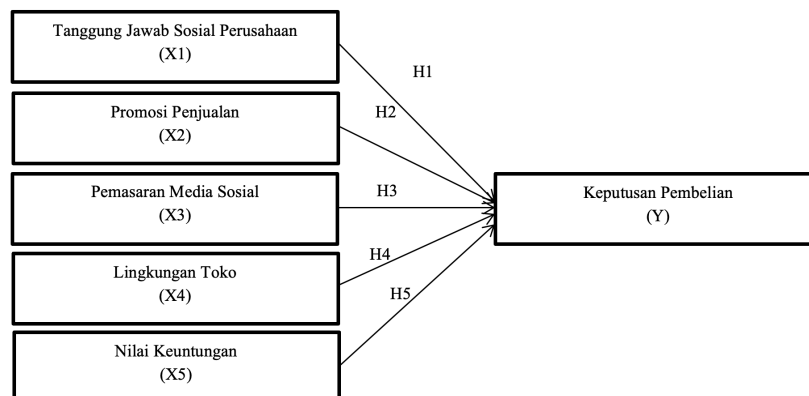 Tanggung Jawab Sosial Perusahaan
(X1)
H1
Promosi Penjualan
(X2)
H2
Pemasaran Media Sosial
(X3)
H3
Keputusan Pembelian
(Y)
Lingkungan Toko
(X4)
H4
H5
Nilai Keuntungan
(X5)